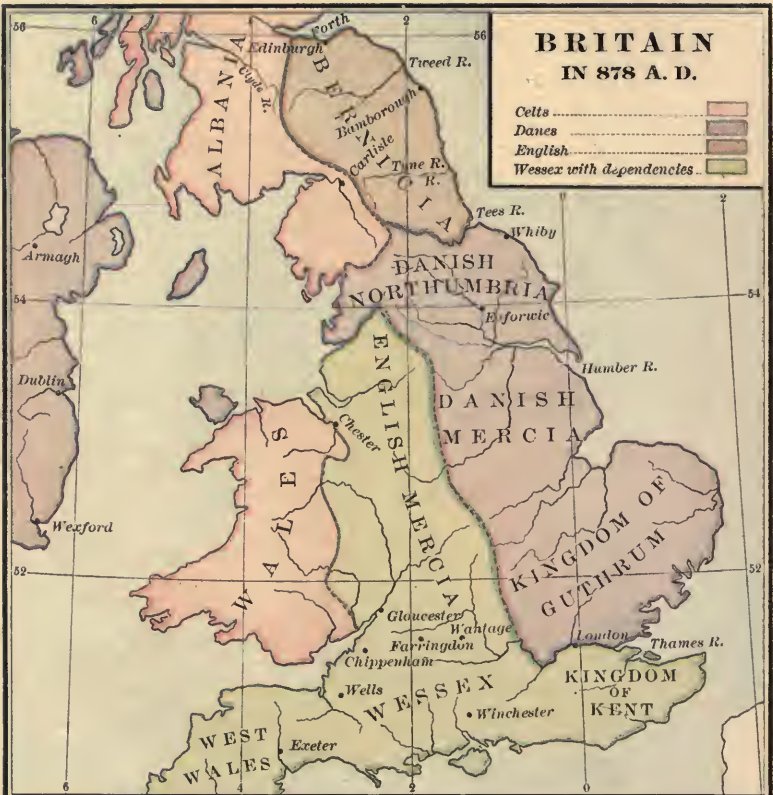 BRITAIN
IN 878 A. D.
Celts
Danes
English
Wessex with dependencies
56
6
2
56
Forth
Edinburgh
Tweed R.
Clyde R.
ALBANIA
BERNICIA
Bamborough
Carlisle
Tyne R.
R.
Tees R.
Whiby
0
2
Armagh
DANISH
NORTHUMBRIA
54
54
Eoforwic
Humber R.
Dublin
ENGLISH MERCIA
DANISH
MERCIA
Chester
WALES
KINGDOM OF
GUTHRUM
Wexford
52
52
Gloucester
Wantage
Farringdon
London
Thames R.
Chippenham
KINGDOM
OF
KENT
Wells
WESSEX
Winchester
WEST
WALES
Exeter
6
4
2
0